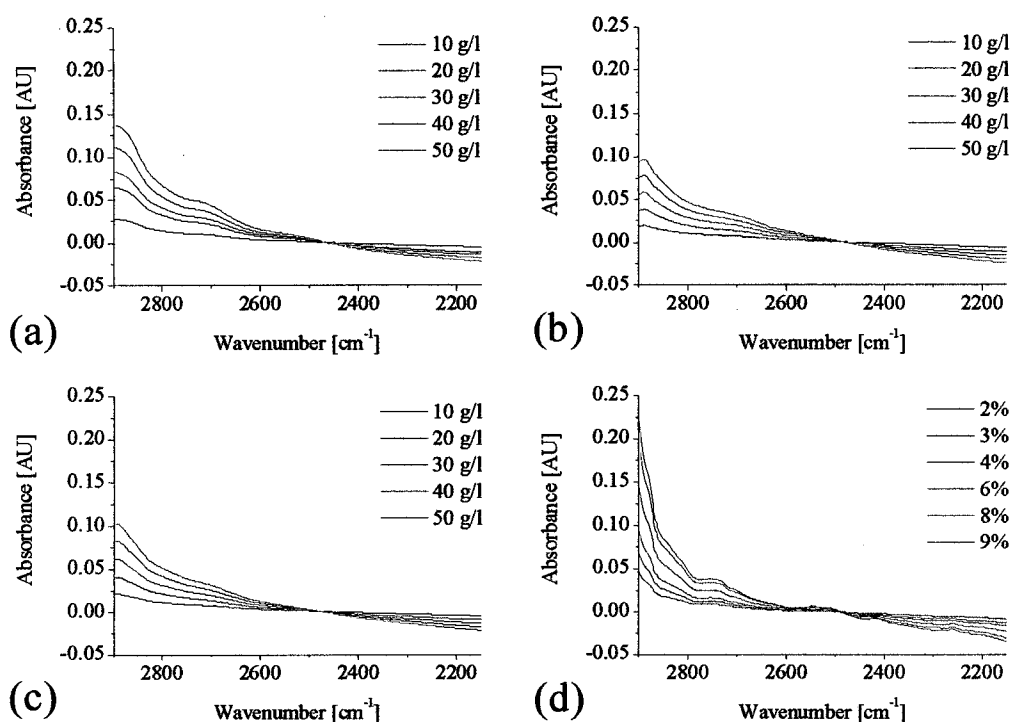 0.25
0.20
0.15
0.10
0.05
0.00
-0.05
Absorbance [AU]
10 g/l
20 g/l
30 g/l
40 g/l
50 g/l
2800 2600 2400 2200
Wavenumber [cm-1]
(a)
0.25
0.20
0.15
0.10
0.05
0.00
-0.05
Absorbance [AU]
10 g/l
20 g/l
30 g/l
40 g/l
50 g/l
2800 2600 2400 2200
Wavenumber [cm-1]
(b)
0.25
0.20
0.15
0.10
0.05
0.00
-0.05
Absorbance [AU]
10 g/l
20 g/l
30 g/l
40 g/l
50 g/l
2800 2600 2400 2200
Wavenumber [cm-1]
(c)
0.25
0.20
0.15
0.10
0.05
0.00
-0.05
Absorbance [AU]
2%
3%
4%
6%
8%
9%
2800 2600 2400 2200
Wavenumber [cm-1]
(d)